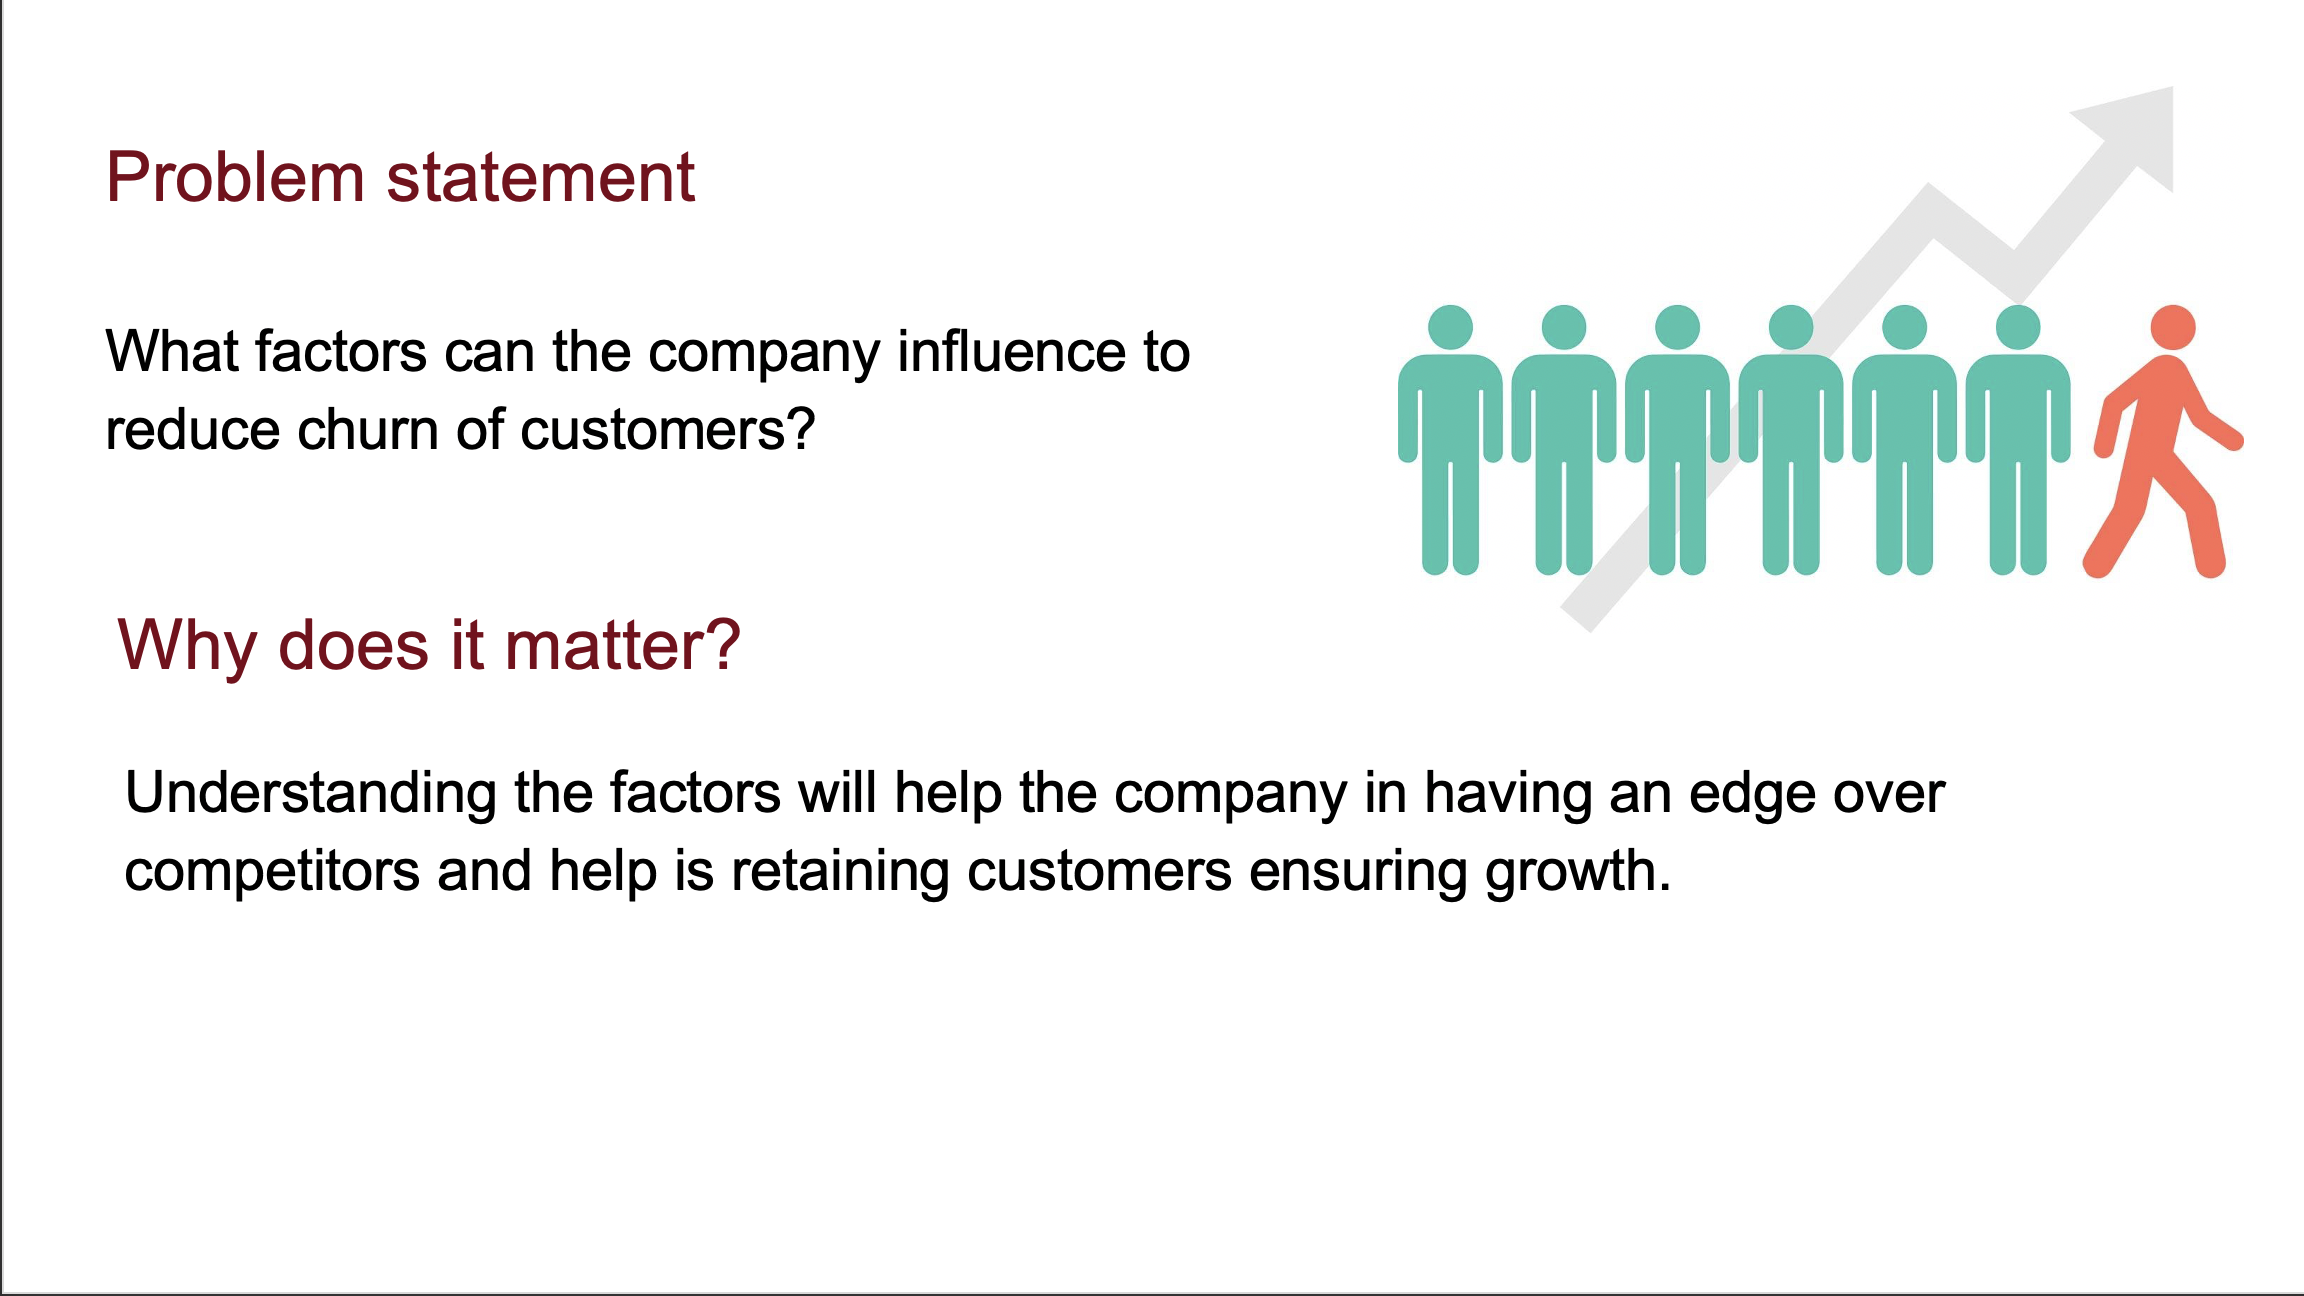 Problem statement
What factors can the company influence to
reduce churn of customers?
Why does it matter?
Understanding the factors will help the company in having an edge over
competitors and help is retaining customers ensuring growth.